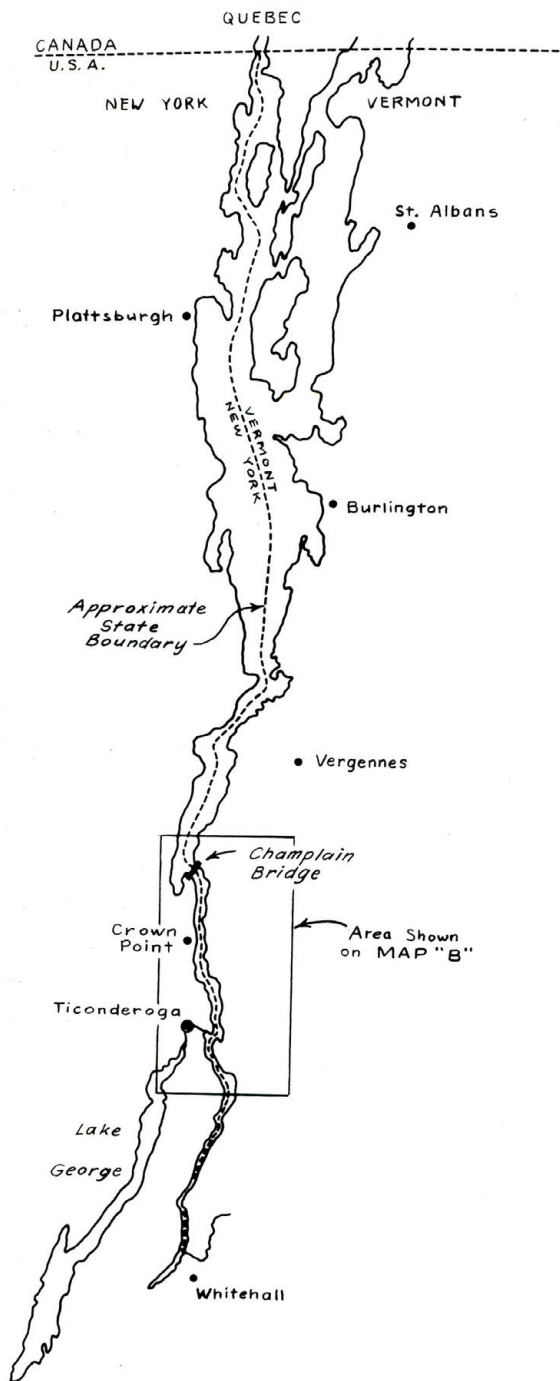 QUEBEC
CANADA
U.S.A.
NEW YORK
VERMONT
St. Albans
Plattsburgh
VERMONT
NEW YORK
Burlington
Approximate
State
Boundary
Vergennes
Champlain
Bridge
Crown
Point
Area Shown
on MAP "B"
Ticonderoga
Lake
George
Whitehall